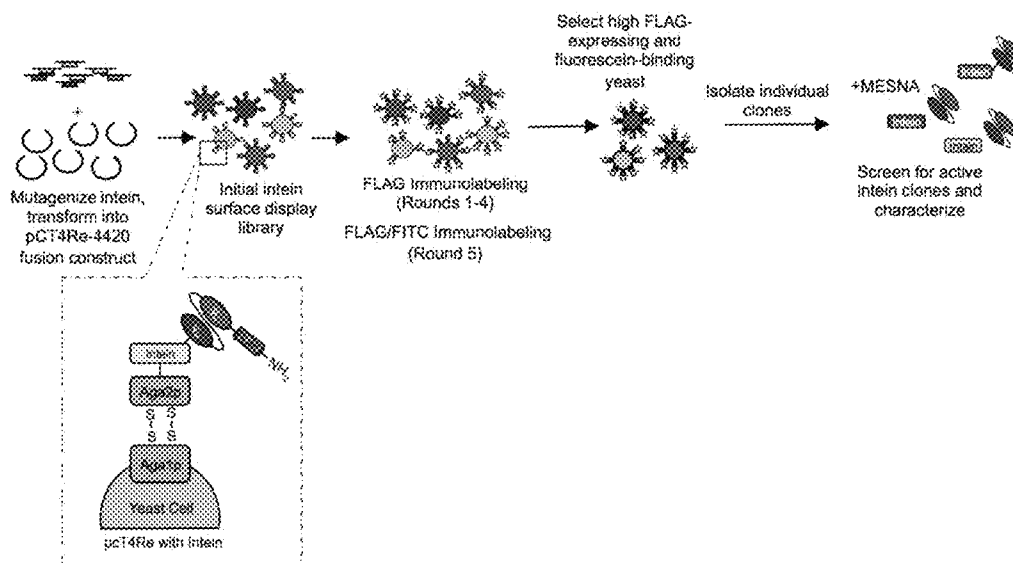 Mutagenize intein,
transform into
pCT4Re-4420
fusion construct
Initial intein
surface display
library
FLAG Immunolabeling
(Rounds 1-4)
FLAG/FITC Immunolabeling
(Round 5)
Select high FLAG-
expressing and
fluorescein-binding
yeast
Isolate individual
clones
+MESNA
Screen for active
intein clones and
characterize
Intein
NH2
Aga2p
S S
S S
Aga1p
Yeast Cell
pcT4Re with Intein